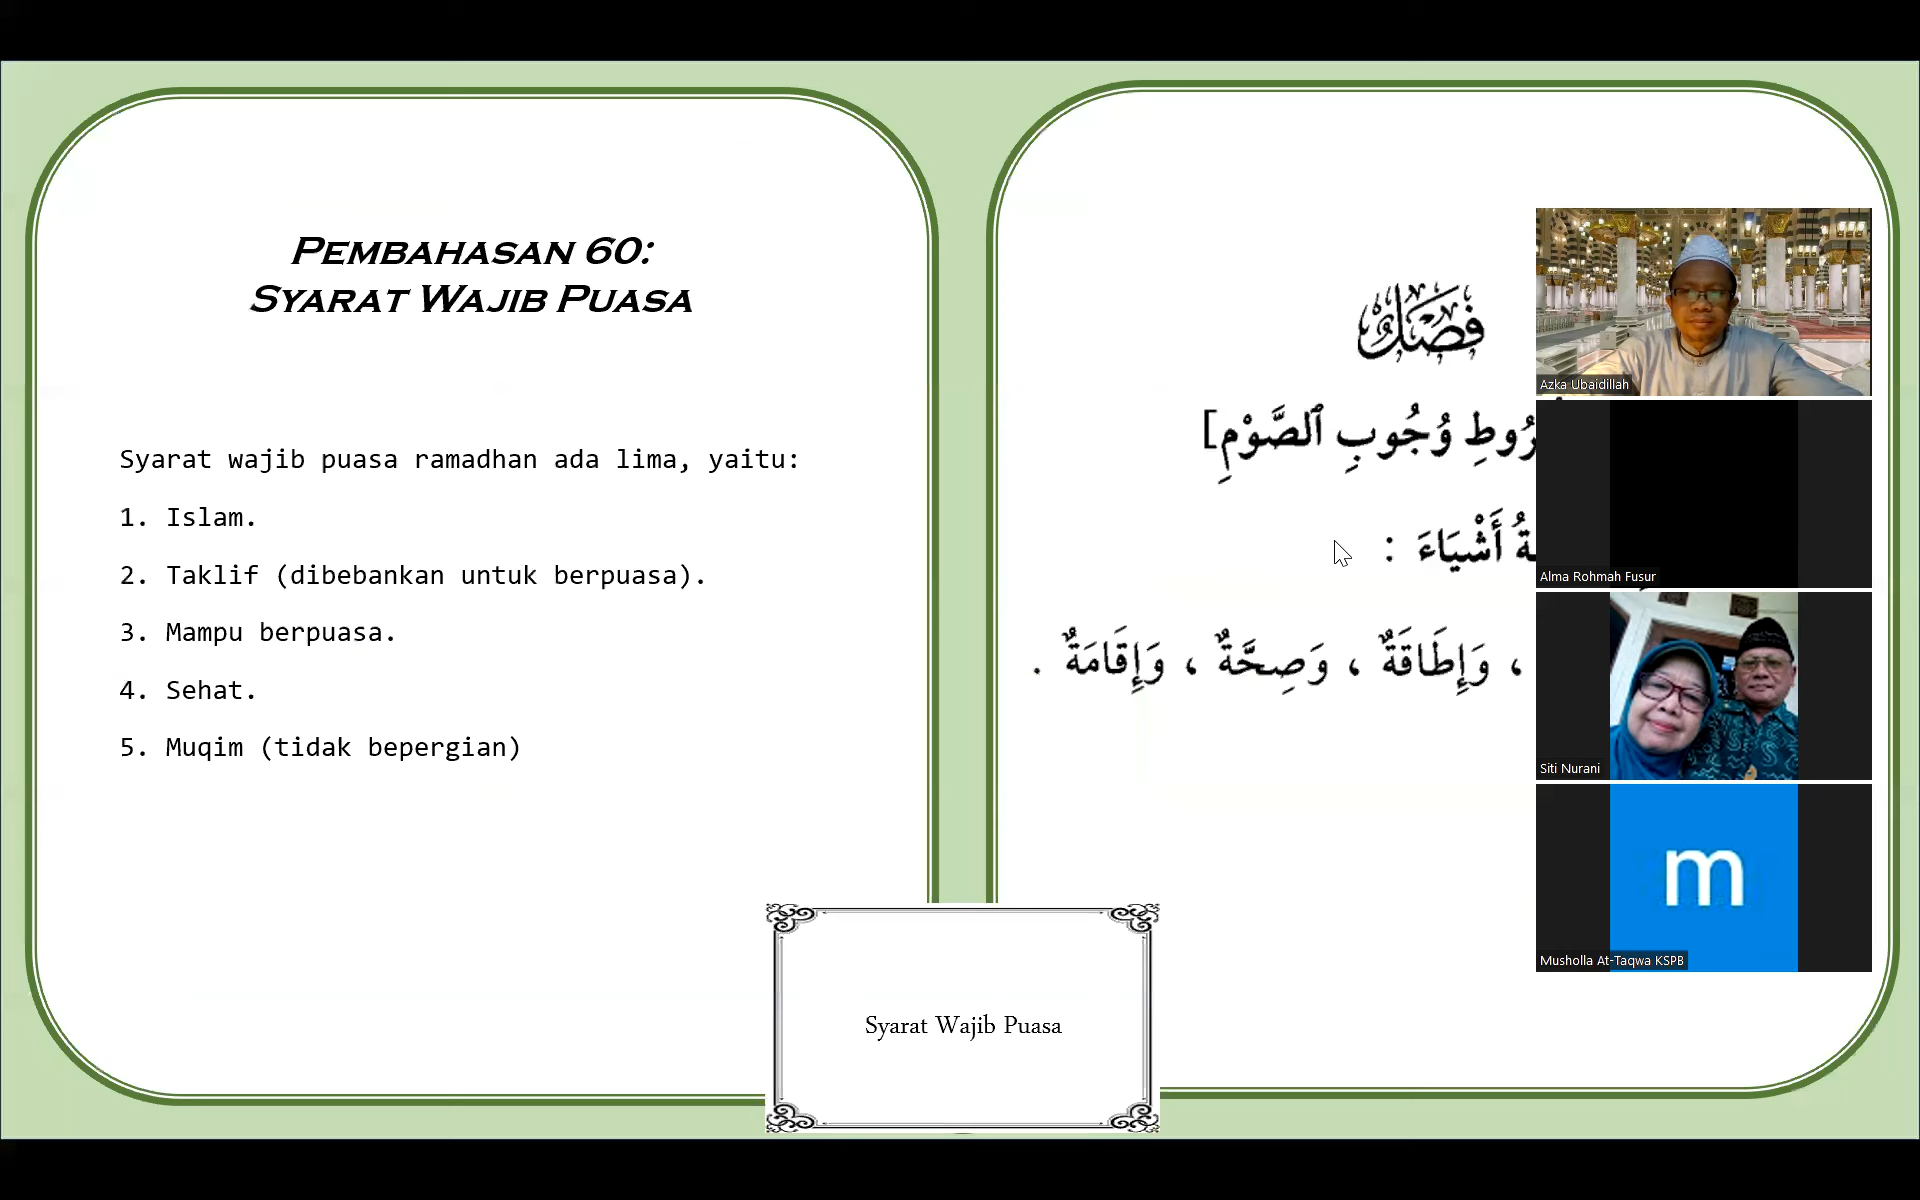 PEMBAHASAN 60:
SYARAT WAJIB PUASA
Syarat wajib puasa ramadhan ada lima, yaitu:
1. Islam.
2. Taklif (dibebankan untuk berpuasa).
3. Mampu berpuasa.
4. Sehat.
5. Muqim (tidak bepergian)
فَصْلٌ
وُجُوبِ ٱلصَّوْمِ]
أَشْيَاءَ :
، وَإِطَاقَةٌ ، وَصِحَّةٌ ، وَإِقَامَةٌ .
Azka Ubaidillah
Alma Rohmah Fusur
Siti Nurani
m
Musholla At-Taqwa KSPB
Syarat Wajib Puasa